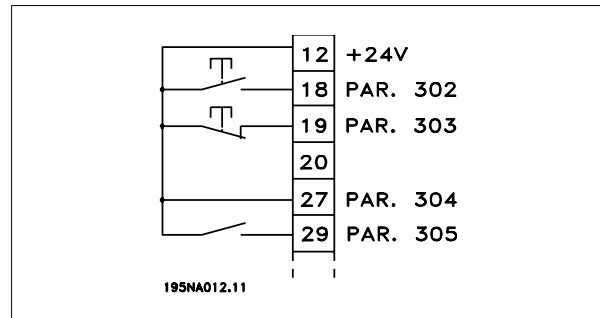 12 +24V
18 PAR. 302
19 PAR. 303
20
27 PAR. 304
29 PAR. 305
195NA012.11